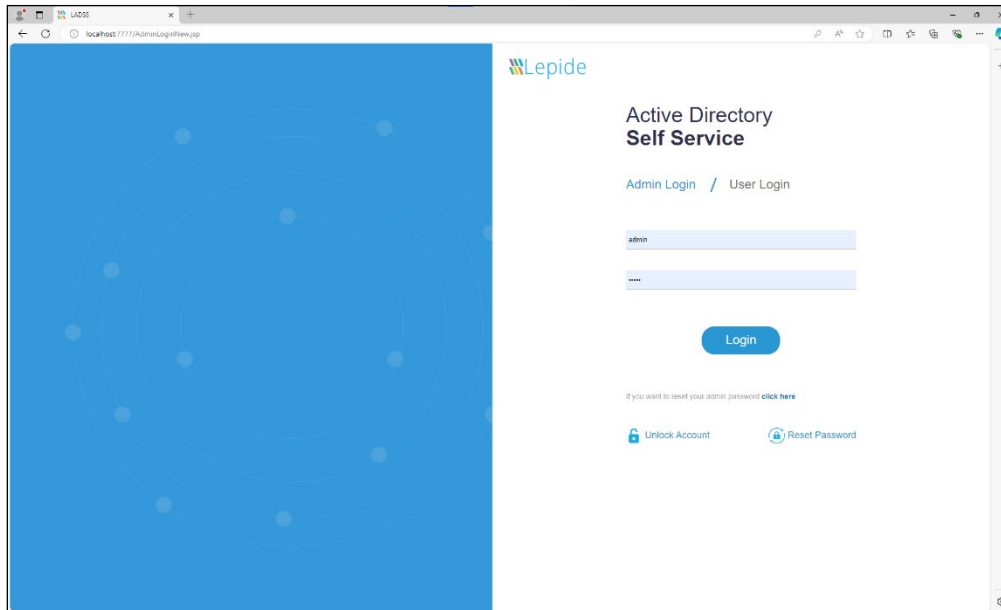 LADSS
localhost:7777/AdminLoginNew.jsp
Lepide
Active Directory
Self Service
Admin Login / User Login
admin
•••••
Login
If you want to reset your admin password click here
Unlock Account Reset Password